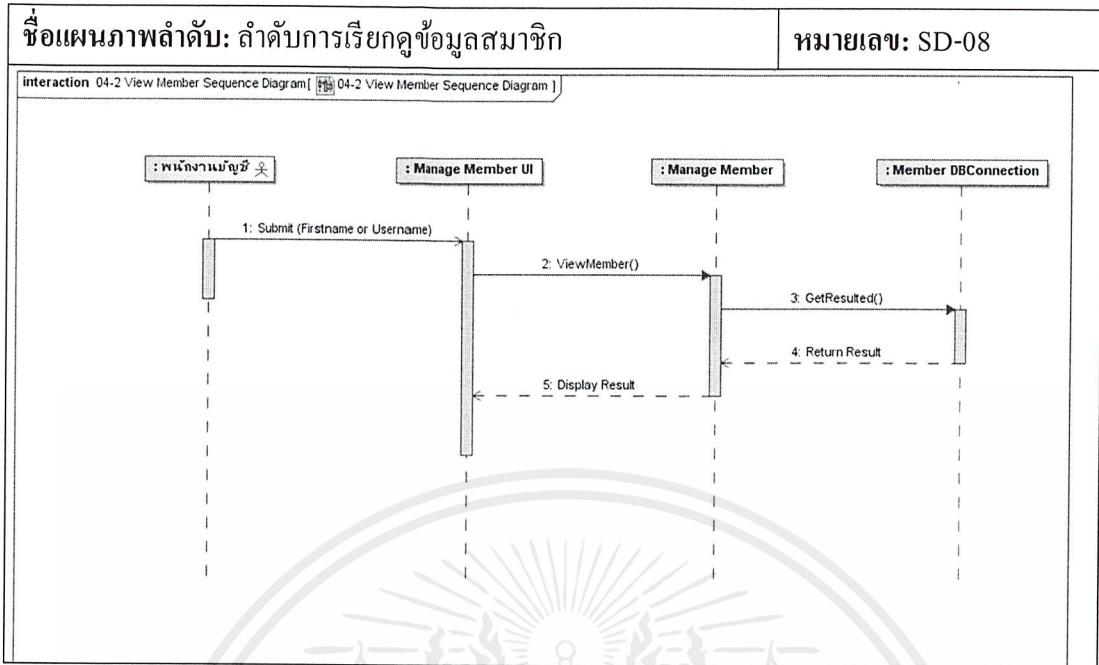 ชื่อแผนภาพลำดับ: ลำดับการเรียกดูข้อมูลสมาชิก
หมายเลข: SD-08
interaction 04-2 View Member Sequence Diagram[ 04-2 View Member Sequence Diagram ]
: พนักงานบัญชี
: Manage Member UI
: Manage Member
: Member DBConnection
1: Submit (Firstname or Username)
2: ViewMember()
3: GetResulted()
4: Return Result
5: Display Result